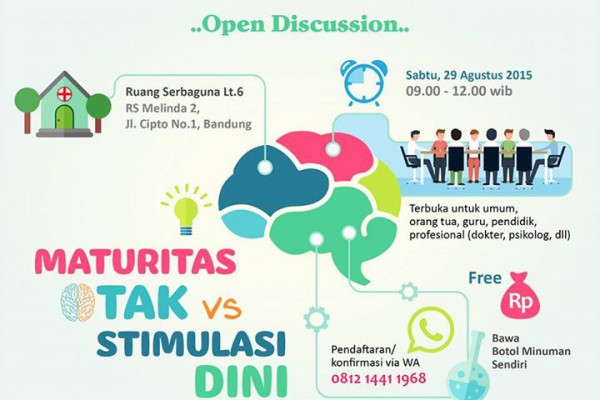 ..Open Discussion..
Ruang Serbaguna Lt.6
RS Melinda 2,
Jl. Cipto No.1, Bandung
Sabtu, 29 Agustus 2015
09.00 - 12.00 wib
Terbuka untuk umum,
orang tua, guru, pendidik,
profesional (dokter, psikolog, dll)
MATURITAS
OTAK vs
STIMULASI
DINI
Free
Rp
Pendaftaran/
konfirmasi via WA
0812 1441 1968
Bawa
Botol Minuman
Sendiri